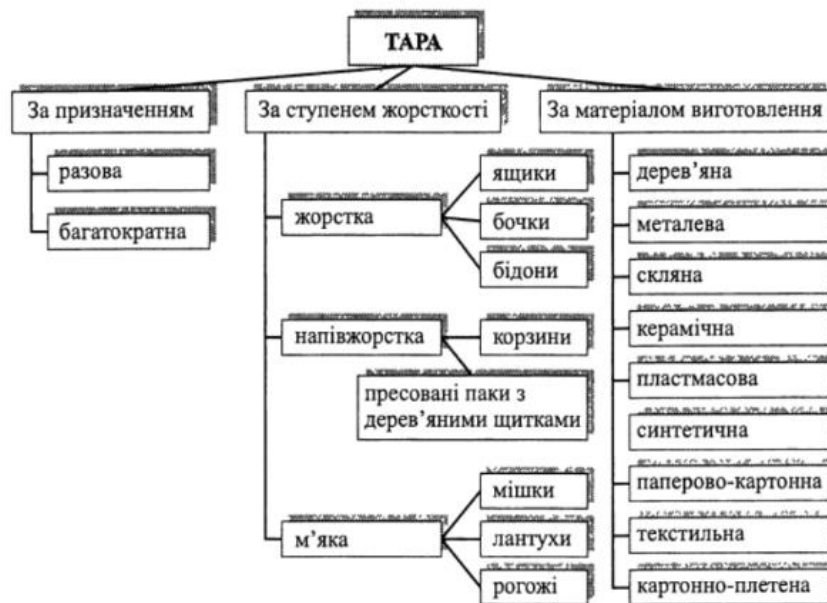 ТАРА
За призначенням
разова
багатократна
За ступенем жорсткості
жорстка
ящики
бочки
бідони
напівжорстка
корзини
пресовані паки з
дерев’яними щитками
м’яка
мішки
лантухи
рогожі
За матеріалом виготовлення
дерев’яна
металева
скляна
керамічна
пластмасова
синтетична
паперово-картонна
текстильна
картонно-плетена